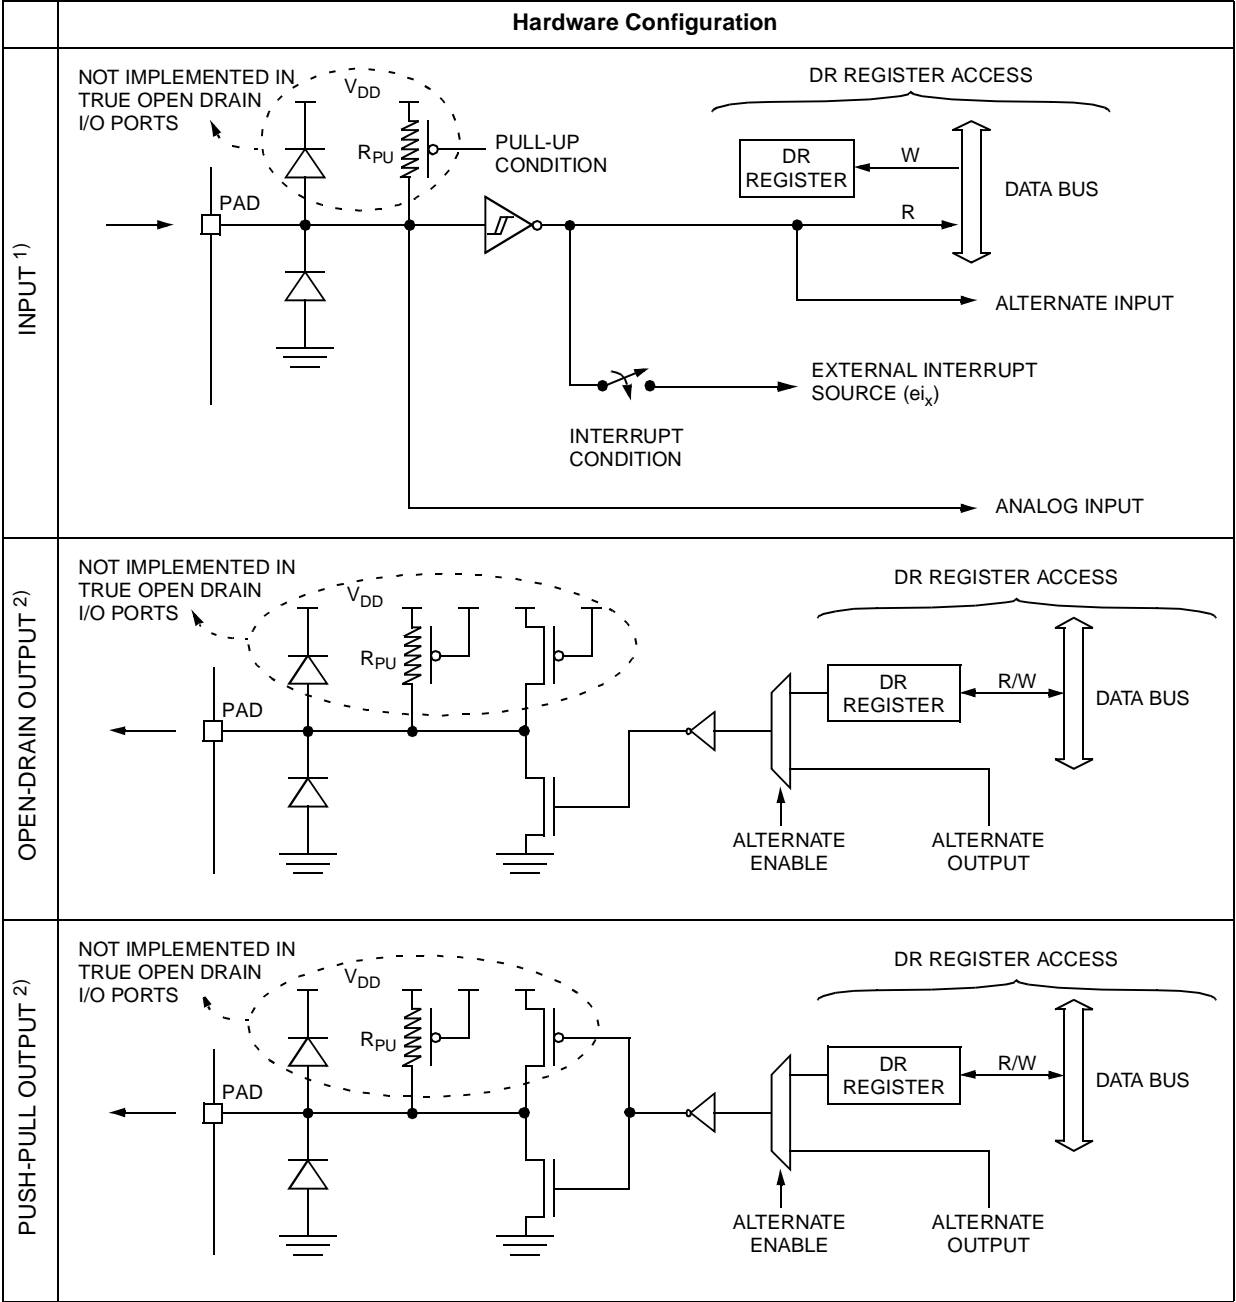 Hardware Configuration
INPUT 1)
NOT IMPLEMENTED IN
TRUE OPEN DRAIN
I/O PORTS
VDD
RPU
PULL-UP
CONDITION
PAD
DR REGISTER ACCESS
DR
REGISTER
W
R
DATA BUS
ALTERNATE INPUT
EXTERNAL INTERRUPT
SOURCE (eix)
INTERRUPT
CONDITION
ANALOG INPUT
OPEN-DRAIN OUTPUT 2)
NOT IMPLEMENTED IN
TRUE OPEN DRAIN
I/O PORTS
VDD
RPU
PAD
DR REGISTER ACCESS
DR
REGISTER
R/W
DATA BUS
ALTERNATE
ENABLE
ALTERNATE
OUTPUT
PUSH-PULL OUTPUT 2)
NOT IMPLEMENTED IN
TRUE OPEN DRAIN
I/O PORTS
VDD
RPU
PAD
DR REGISTER ACCESS
DR
REGISTER
R/W
DATA BUS
ALTERNATE
ENABLE
ALTERNATE
OUTPUT